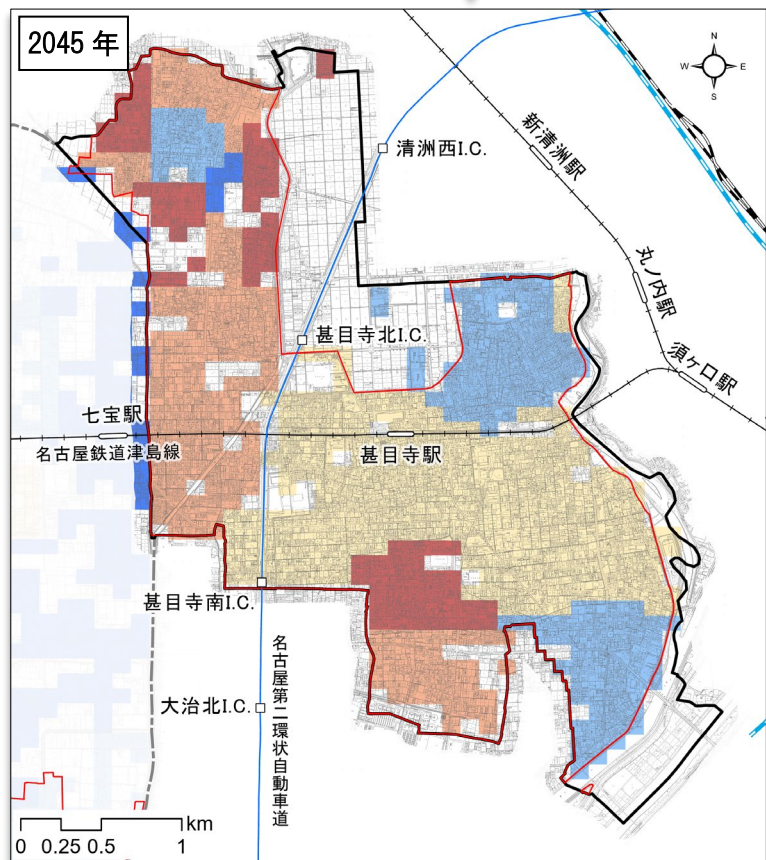 2045 年
N
W
E
S
清洲西I.C.
新清洲駅
丸ノ内駅
須ヶ口駅
甚目寺北I.C.
七宝駅
名古屋鉄道津島線
甚目寺駅
甚目寺南I.C.
大治北I.C.
名古屋第二環状自動車道
km
0 0.25 0.5 1